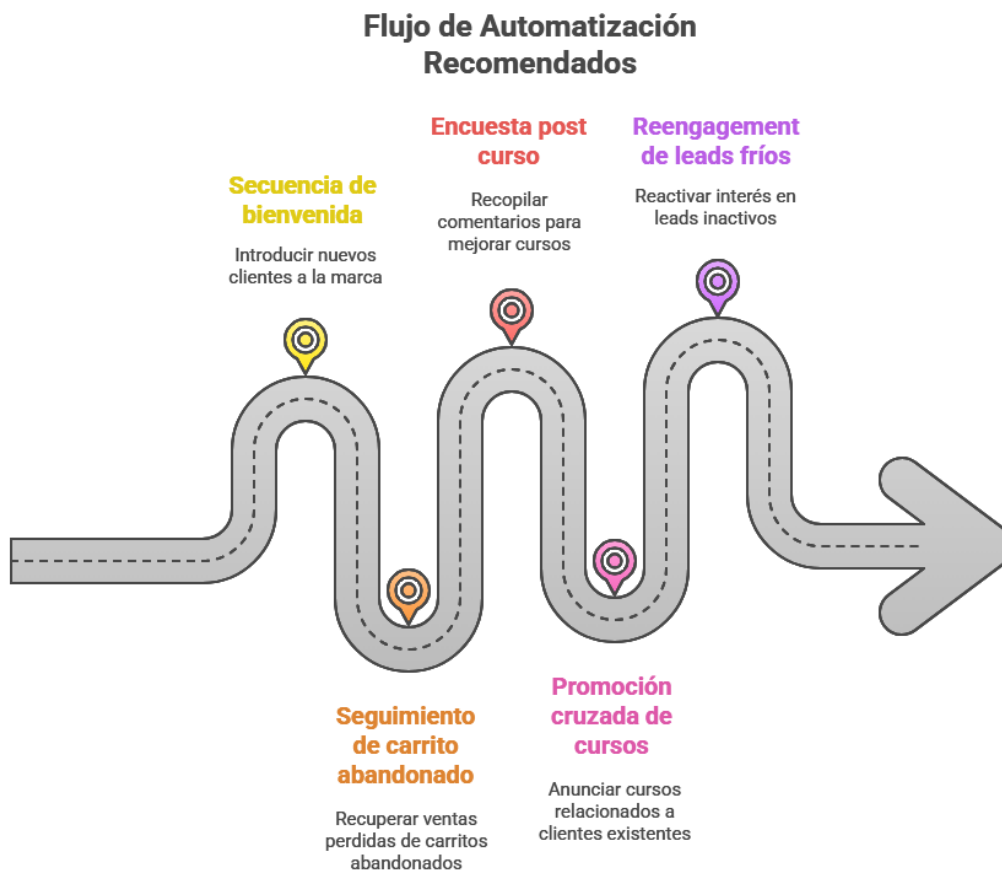 Flujo de Automatización
Recomendados
Secuencia de
bienvenida
Introducir nuevos
clientes a la marca
Seguimiento
de carrito
abandonado
Recuperar ventas
perdidas de carritos
abandonados
Encuesta post
curso
Recopilar
comentarios para
mejorar cursos
Promoción
cruzada de
cursos
Anunciar cursos
relacionados a
clientes existentes
Reengagement
de leads fríos
Reactivar interés en
leads inactivos